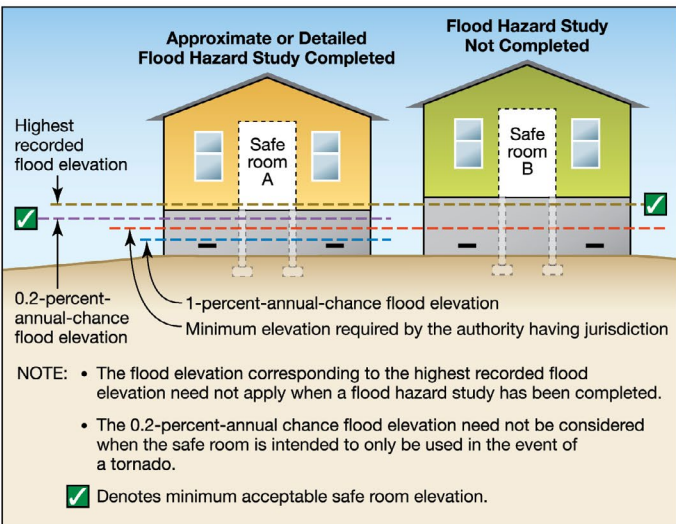 Approximate or Detailed
Flood Hazard Study Completed
Flood Hazard Study
Not Completed
Highest
recorded
flood elevation
Safe
room
A
Safe
room
B
0.2-percent-
annual-chance
flood elevation
1-percent-annual-chance flood elevation
Minimum elevation required by the authority having jurisdiction
NOTE: • The flood elevation corresponding to the highest recorded flood
elevation need not apply when a flood hazard study has been completed.
• The 0.2-percent-annual chance flood elevation need not be considered
when the safe room is intended to only be used in the event of
a tornado.
Denotes minimum acceptable safe room elevation.